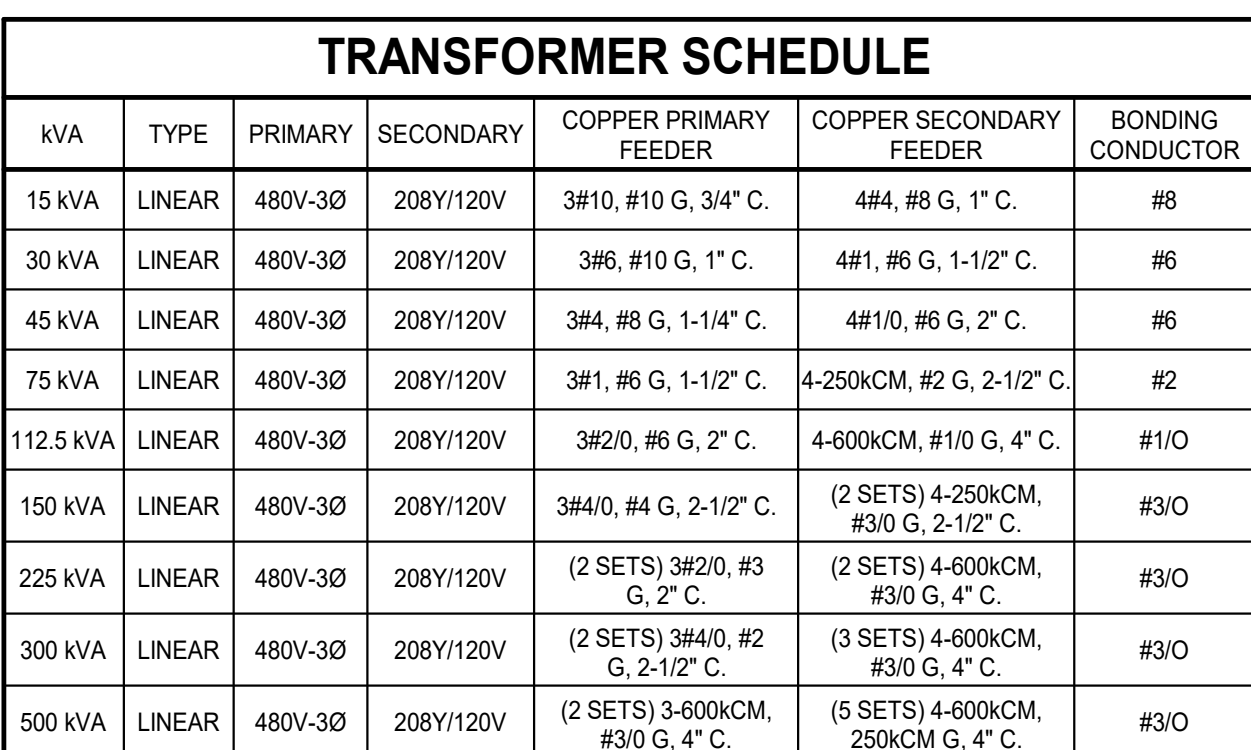 TRANSFORMER SCHEDULE
kVA TYPE PRIMARY SECONDARY COPPER PRIMARY FEEDER COPPER SECONDARY FEEDER BONDING CONDUCTOR
15 kVA LINEAR 480V-3Ø 208Y/120V 3#10, #10 G, 3/4" C. 4#4, #8 G, 1" C. #8
30 kVA LINEAR 480V-3Ø 208Y/120V 3#6, #10 G, 1" C. 4#1, #6 G, 1-1/2" C. #6
45 kVA LINEAR 480V-3Ø 208Y/120V 3#4, #8 G, 1-1/4" C. 4#1/0, #6 G, 2" C. #6
75 kVA LINEAR 480V-3Ø 208Y/120V 3#1, #6 G, 1-1/2" C. 4-250kCM, #2 G, 2-1/2" C. #2
112.5 kVA LINEAR 480V-3Ø 208Y/120V 3#2/0, #6 G, 2" C. 4-600kCM, #1/0 G, 4" C. #1/O
150 kVA LINEAR 480V-3Ø 208Y/120V 3#4/0, #4 G, 2-1/2" C. (2 SETS) 4-250kCM, #3/0 G, 2-1/2" C. #3/O
225 kVA LINEAR 480V-3Ø 208Y/120V (2 SETS) 3#2/0, #3 G, 2" C. (2 SETS) 4-600kCM, #3/0 G, 4" C. #3/O
300 kVA LINEAR 480V-3Ø 208Y/120V (2 SETS) 3#4/0, #2 G, 2-1/2" C. (3 SETS) 4-600kCM, #3/0 G, 4" C. #3/O
500 kVA LINEAR 480V-3Ø 208Y/120V (2 SETS) 3-600kCM, #3/0 G, 4" C. (5 SETS) 4-600kCM, 250kCM G, 4" C. #3/O